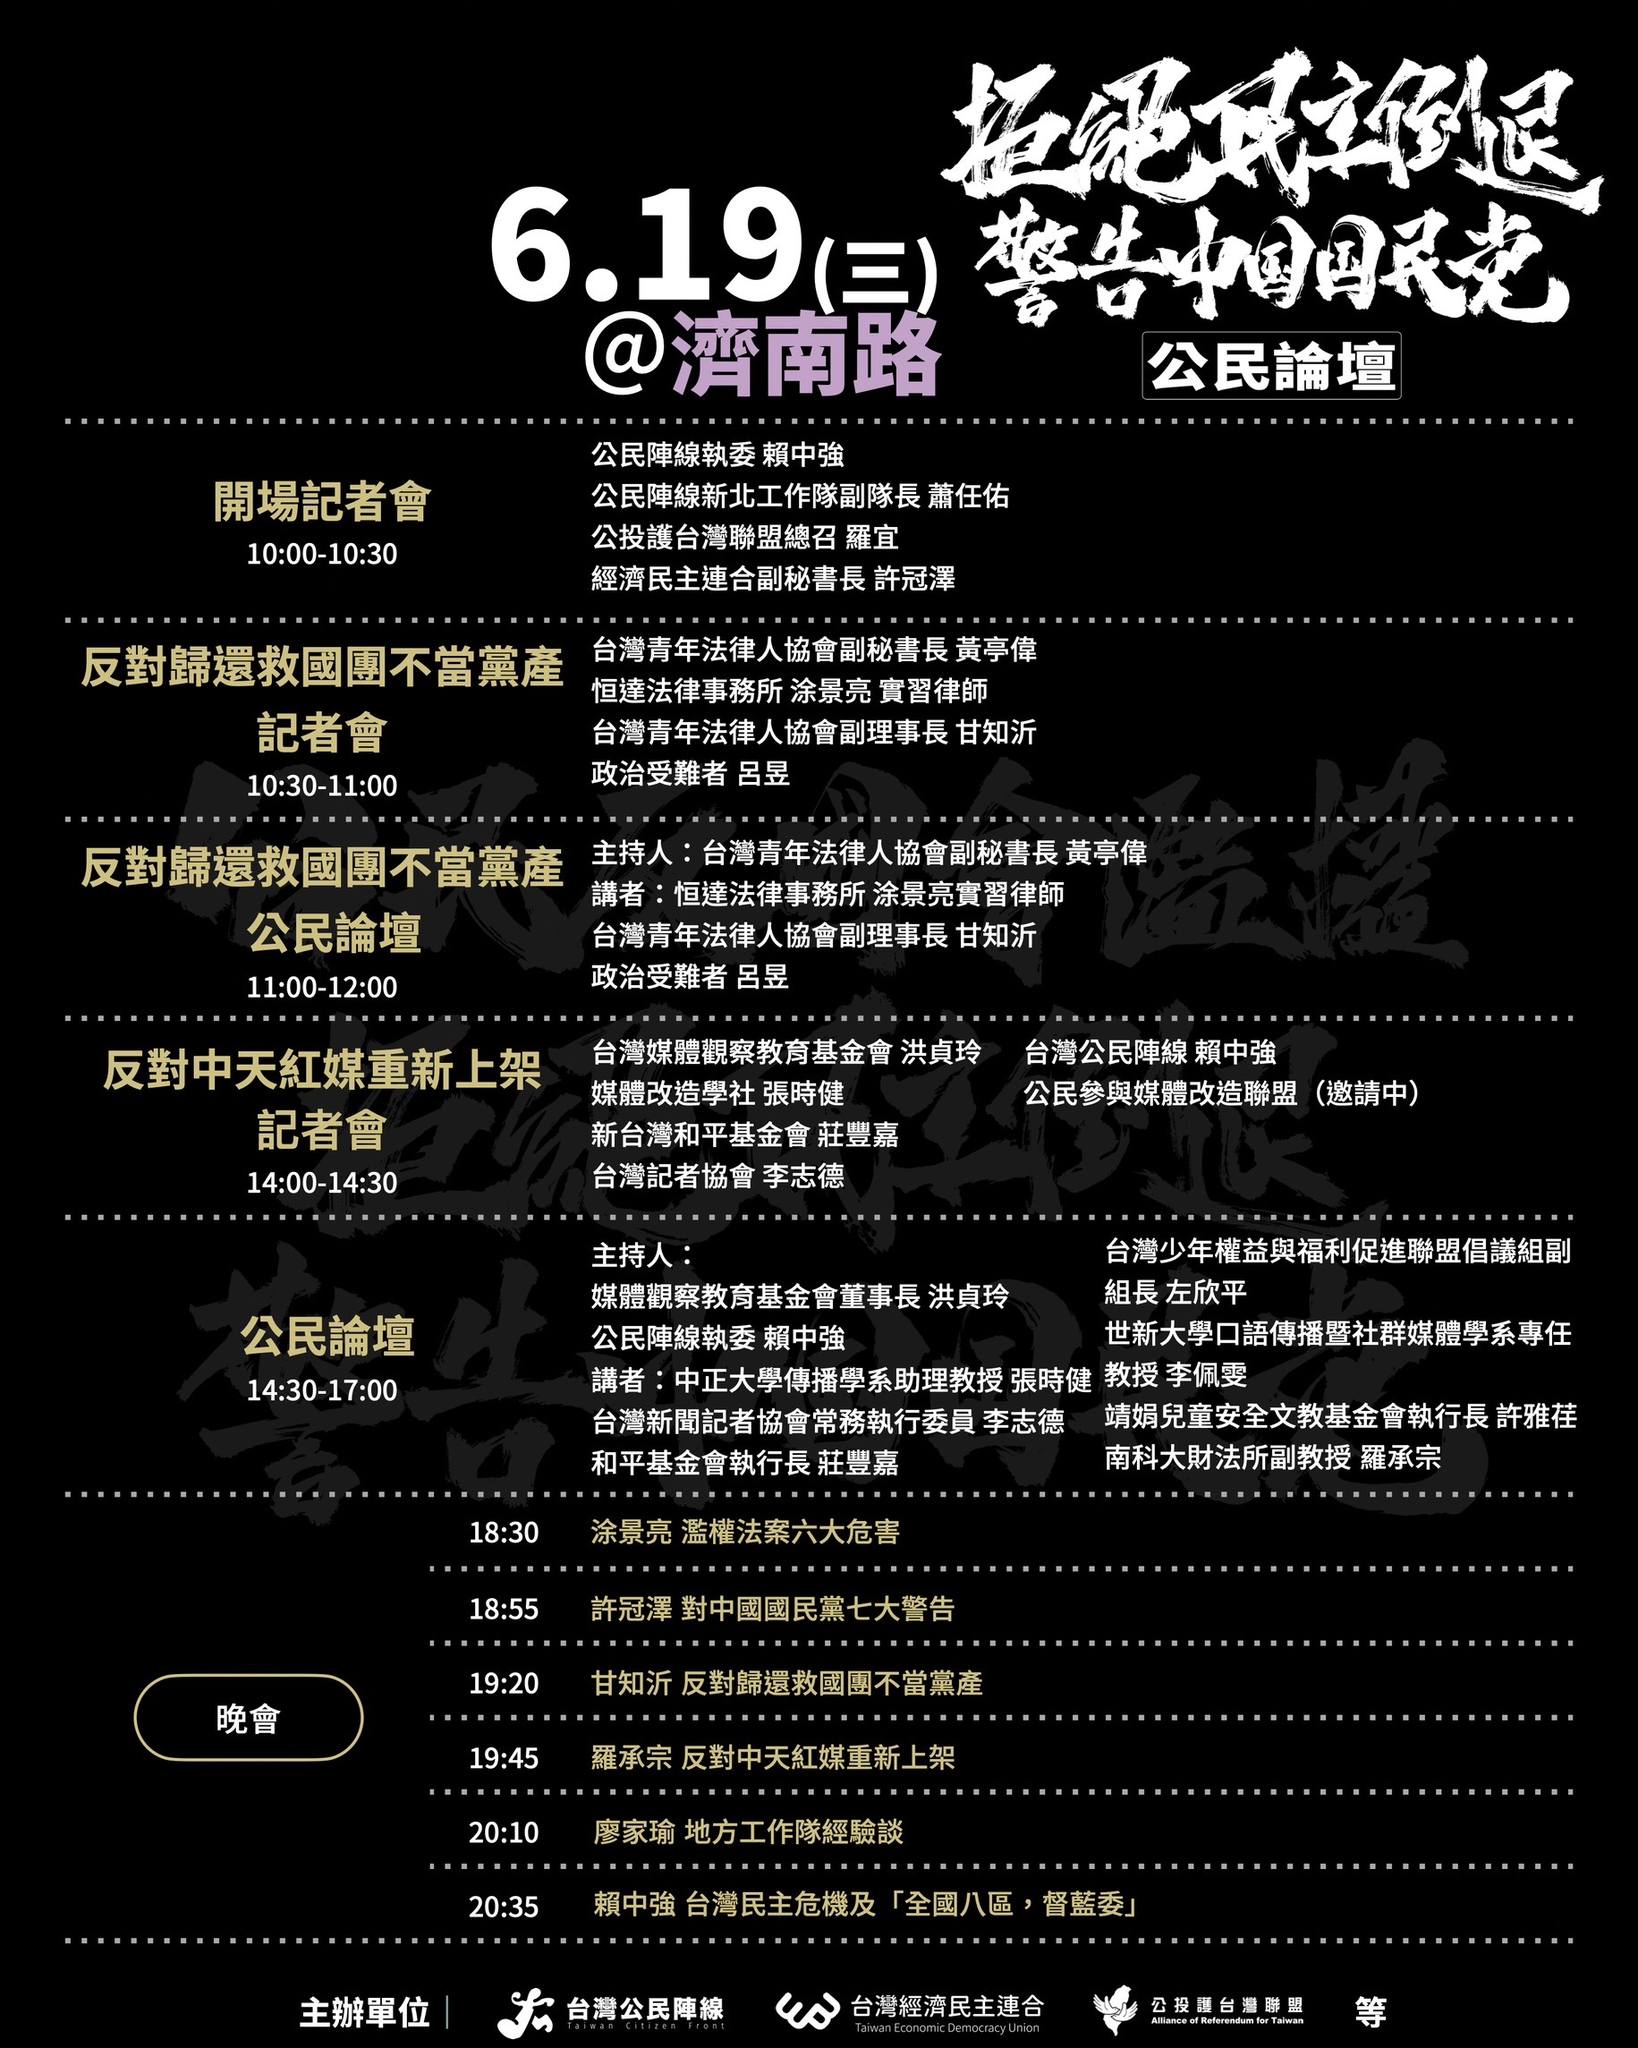 拒絕民主倒退
警告中国国民党
公民論壇
6.19(三)
@濟南路
開場記者會
10:00-10:30
公民陣線執委 賴中強
公民陣線新北工作隊副隊長 蕭任佑
公投護台灣聯盟總召 羅宜
經濟民主連合副秘書長 許冠澤
反對歸還救國團不當黨產
記者會
10:30-11:00
台灣青年法律人協會副秘書長 黃亭偉
恒達法律事務所 涂景亮 實習律師
台灣青年法律人協會副理事長 甘知沂
政治受難者 呂昱
反對歸還救國團不當黨產
公民論壇
11:00-12:00
主持人：台灣青年法律人協會副秘書長 黃亭偉
講者：恒達法律事務所 涂景亮實習律師
台灣青年法律人協會副理事長 甘知沂
政治受難者 呂昱
反對中天紅媒重新上架
記者會
14:00-14:30
台灣媒體觀察教育基金會 洪貞玲
媒體改造學社 張時健
新台灣和平基金會 莊豐嘉
台灣記者協會 李志德
台灣公民陣線 賴中強
公民參與媒體改造聯盟（邀請中）
公民論壇
14:30-17:00
主持人：
媒體觀察教育基金會董事長 洪貞玲
公民陣線執委 賴中強
講者：中正大學傳播學系助理教授 張時健
台灣新聞記者協會常務執行委員 李志德
和平基金會執行長 莊豐嘉
台灣少年權益與福利促進聯盟倡議組副
組長 左欣平
世新大學口語傳播暨社群媒體學系專任
教授 李佩雯
靖娟兒童安全文教基金會執行長 許雅荏
南科大財法所副教授 羅承宗
晚會
18:30 涂景亮 濫權法案六大危害
18:55 許冠澤 對中國國民黨七大警告
19:20 甘知沂 反對歸還救國團不當黨產
19:45 羅承宗 反對中天紅媒重新上架
20:10 廖家瑜 地方工作隊經驗談
20:35 賴中強 台灣民主危機及「全國八區，督藍委」
主辦單位
台灣公民陣線
Taiwan Citizen Front
台灣經濟民主連合
Taiwan Economic Democracy Union
公投護台灣聯盟
Alliance of Referendum for Taiwan
等